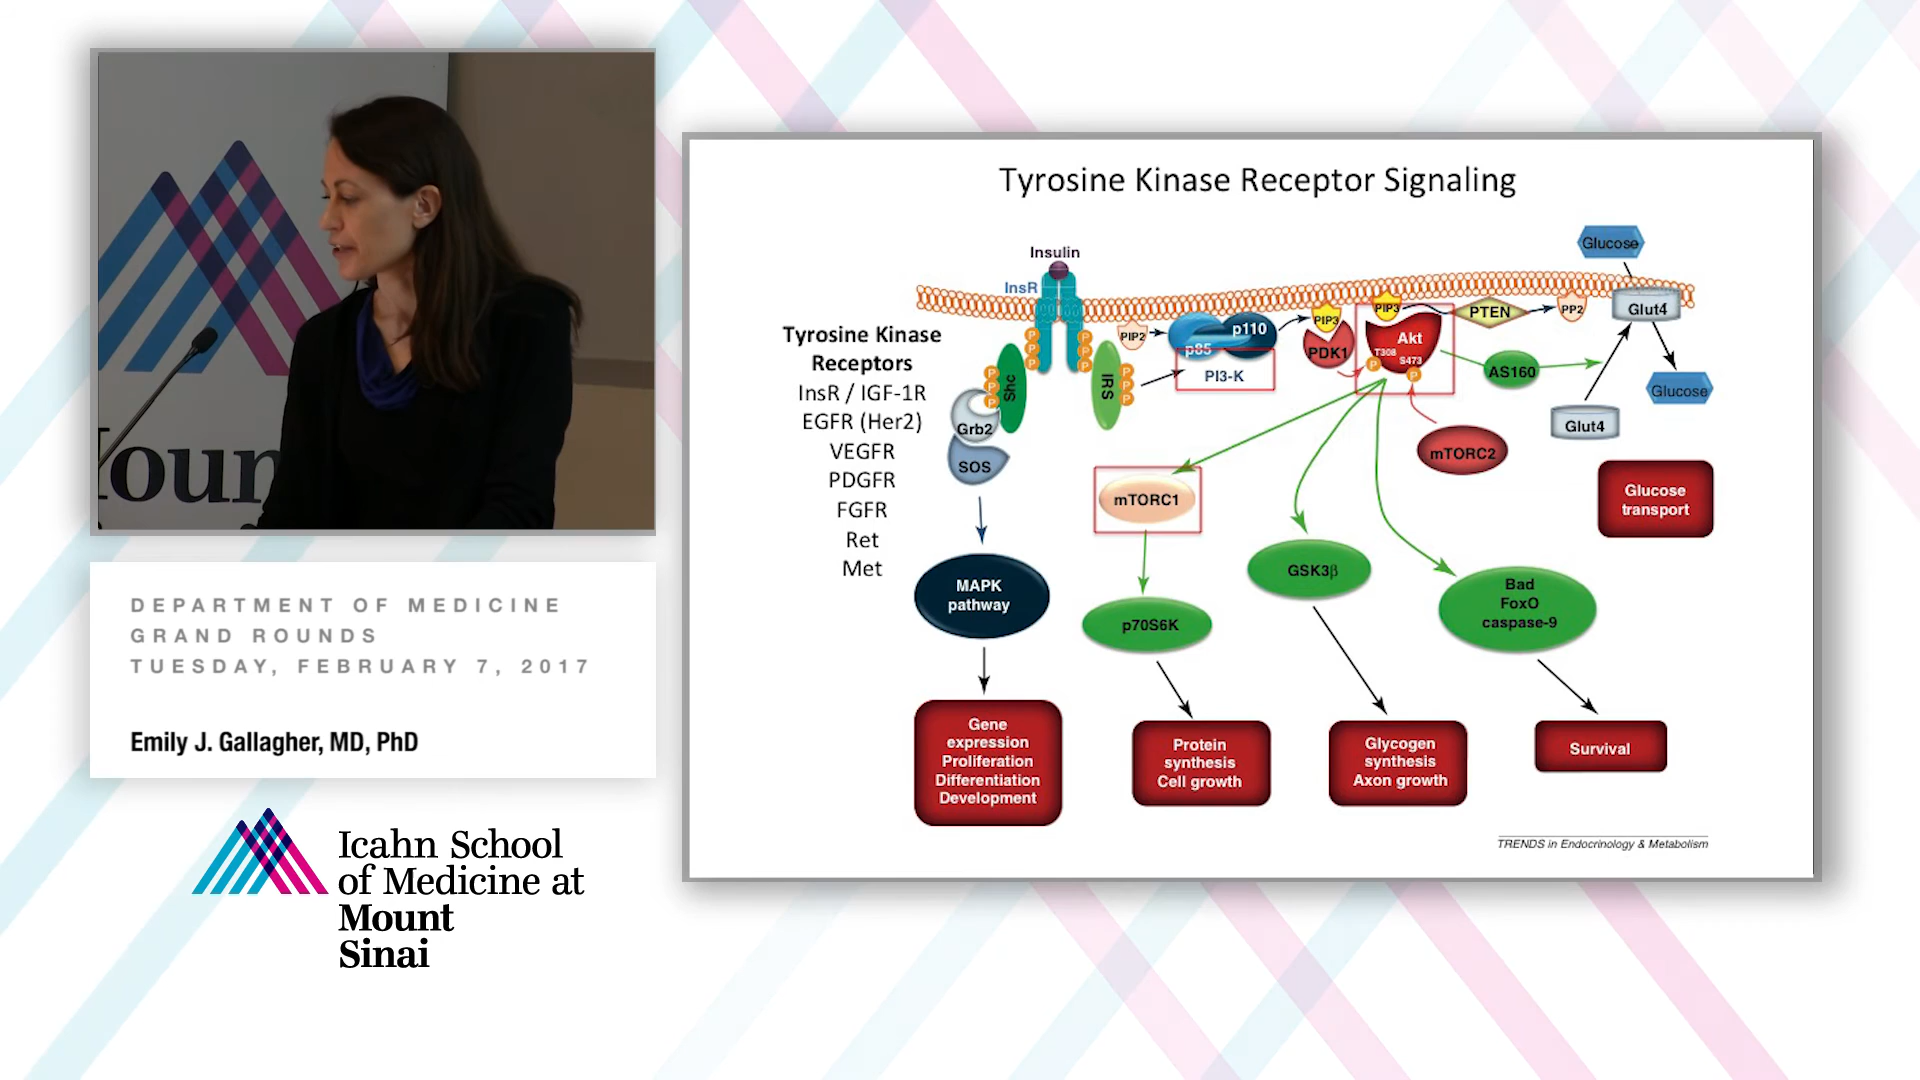 oun
DEPARTMENT OF MEDICINE
GRAND ROUNDS
TUESDAY, FEBRUARY 7, 2017
Emily J. Gallagher, MD, PhD
Icahn School
of Medicine at
Mount
Sinai
Tyrosine Kinase Receptor Signaling
Tyrosine Kinase
Receptors
InsR / IGF-1R
EGFR (Her2)
VEGFR
PDGFR
FGFR
Ret
Met
Insulin
InsR
P
P
P
P
P
P
Shc
P
P
P
Grb2
SOS
IRS
P
P
P
PIP2
p85
p110
PI3-K
PIP3
PDK1
PIP3
Akt
T308
S473
P
P
PTEN
PP2
AS160
mTORC2
Glucose
Glut4
Glucose
Glut4
Glucose
transport
mTORC1
MAPK
pathway
p70S6K
GSK3β
Bad
FoxO
caspase-9
Gene
expression
Proliferation
Differentiation
Development
Protein
synthesis
Cell growth
Glycogen
synthesis
Axon growth
Survival
TRENDS in Endocrinology & Metabolism